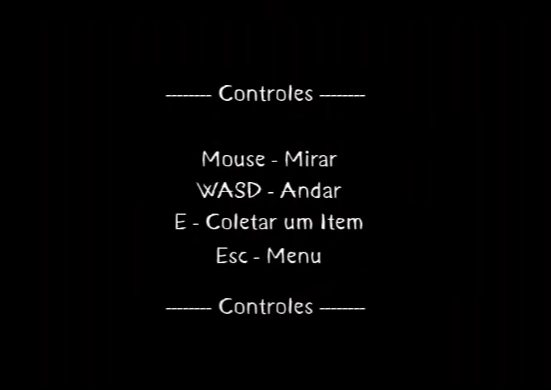 -------- Controles --------
Mouse - Mirar
WASD - Andar
E - Coletar um Item
Esc - Menu
-------- Controles --------